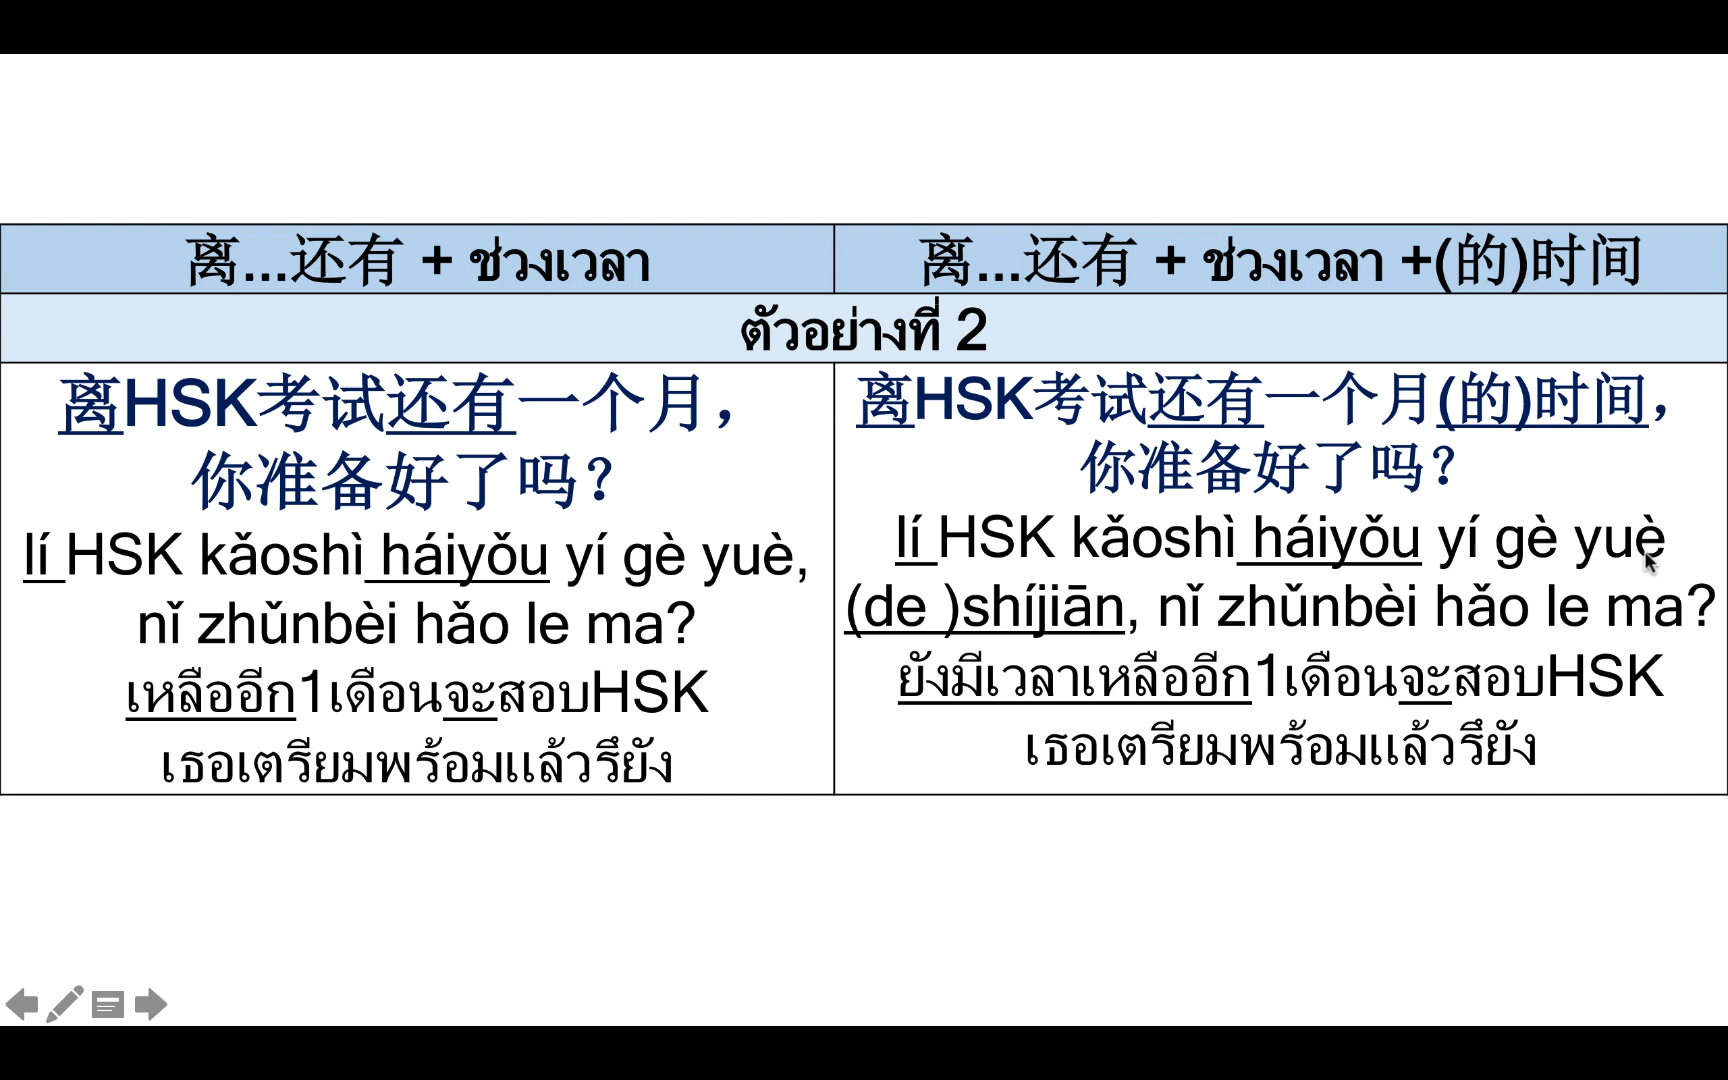 离...还有 + ช่วงเวลา
离...还有 + ช่วงเวลา +(的)时间
ตัวอย่างที่ 2
离HSK考试还有一个月，
你准备好了吗？
lí HSK kǎoshì háiyǒu yí gè yuè,
nǐ zhǔnbèi hǎo le ma?
เหลืออีก1เดือนจะสอบHSK
เธอเตรียมพร้อมแล้วรึยัง
离HSK考试还有一个月(的)时间，
你准备好了吗？
lí HSK kǎoshì háiyǒu yí gè yuè
(de )shíjiān, nǐ zhǔnbèi hǎo le ma?
ยังมีเวลาเหลืออีก1เดือนจะสอบHSK
เธอเตรียมพร้อมแล้วรึยัง